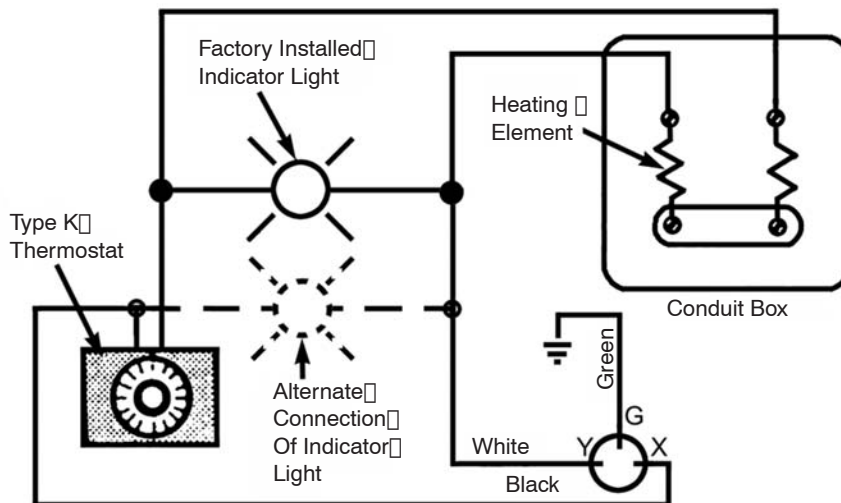 Factory Installed
Indicator Light
Heating
Element
Type K
Thermostat
Conduit Box
Alternate
Connection
Of Indicator
Light
Green
G
White
Y
X
Black